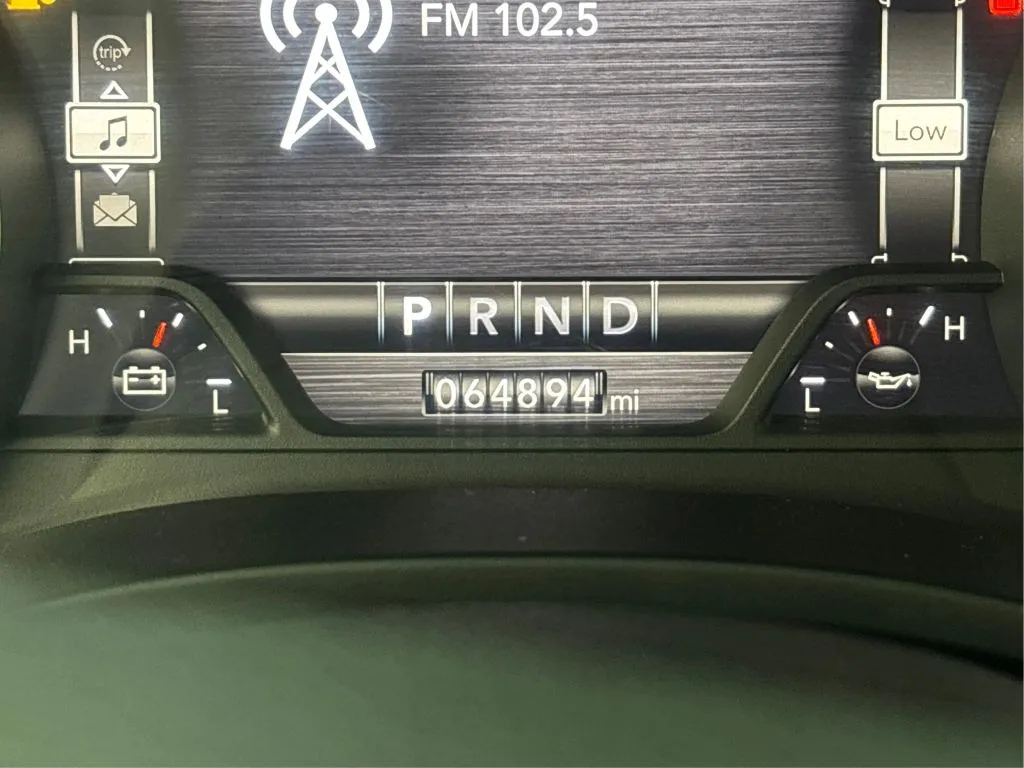 FM 102.5
trip
Low
P R N D
H
H
064894 mi
L
L